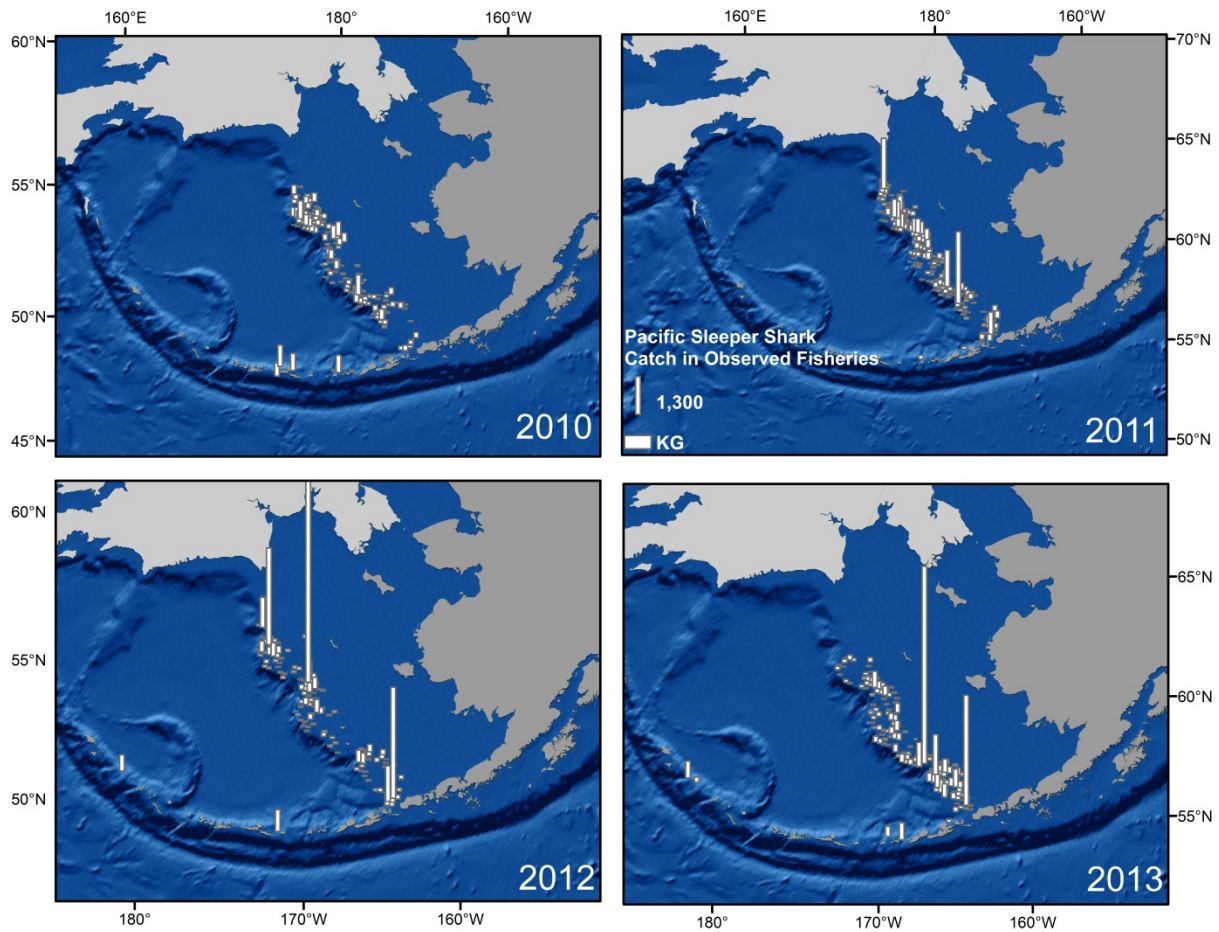 160°E 180° 160°W
160°E 180° 160°W
60°N
55°N
50°N
45°N
2010
70°N
65°N
60°N
55°N
50°N
Pacific Sleeper Shark
Catch in Observed Fisheries
1,300
KG
2011
60°N
55°N
50°N
2012
65°N
60°N
55°N
2013
180° 170°W 160°W
180° 170°W 160°W